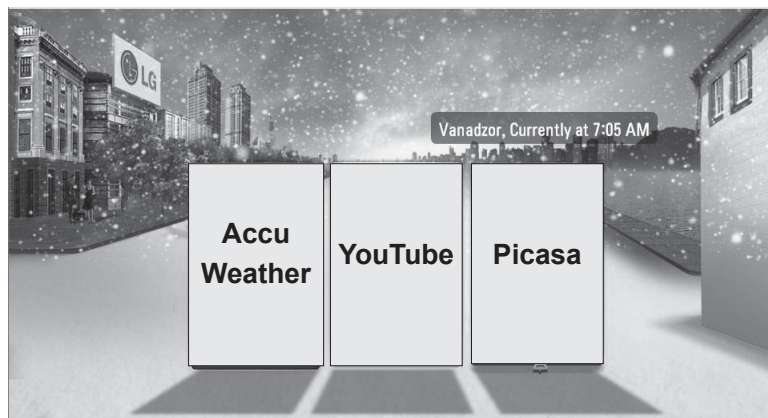 LG
Vanadzor, Currently at 7:05 AM
Accu
Weather
YouTube
Picasa